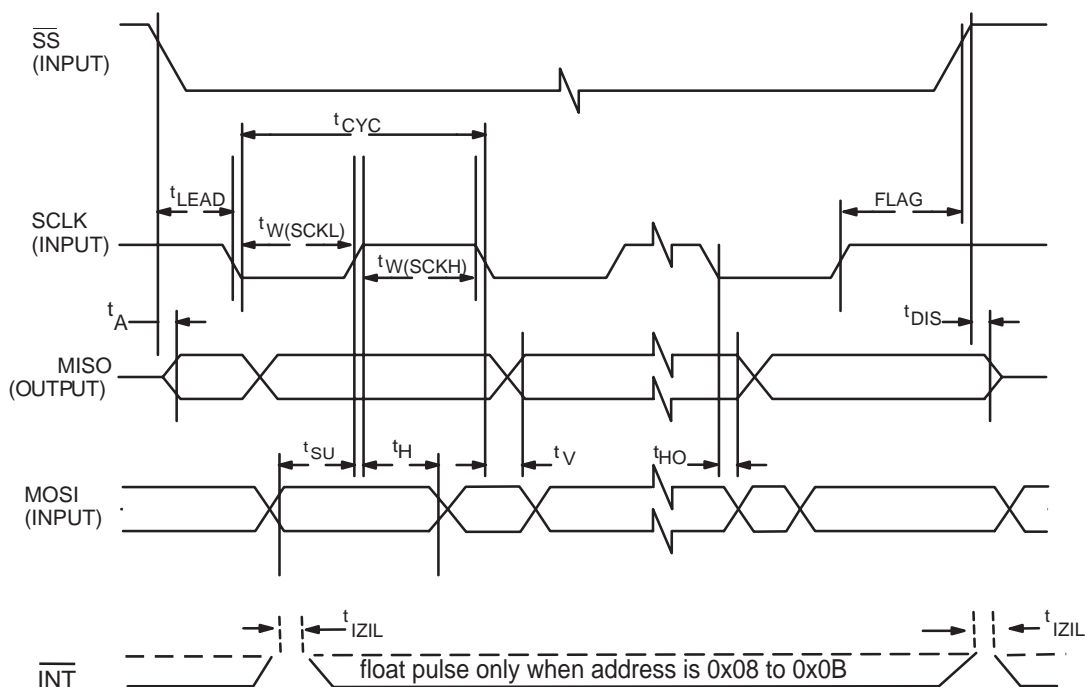 SS
(INPUT)
tCYC
tLEAD
FLAG
SCLK
(INPUT)
tW(SCKL)
tW(SCKH)
tA
tDIS
MISO
(OUTPUT)
tSU
tH
tV
tHO
MOSI
(INPUT)
tIZIL
tIZIL
INT
float pulse only when address is 0x08 to 0x0B